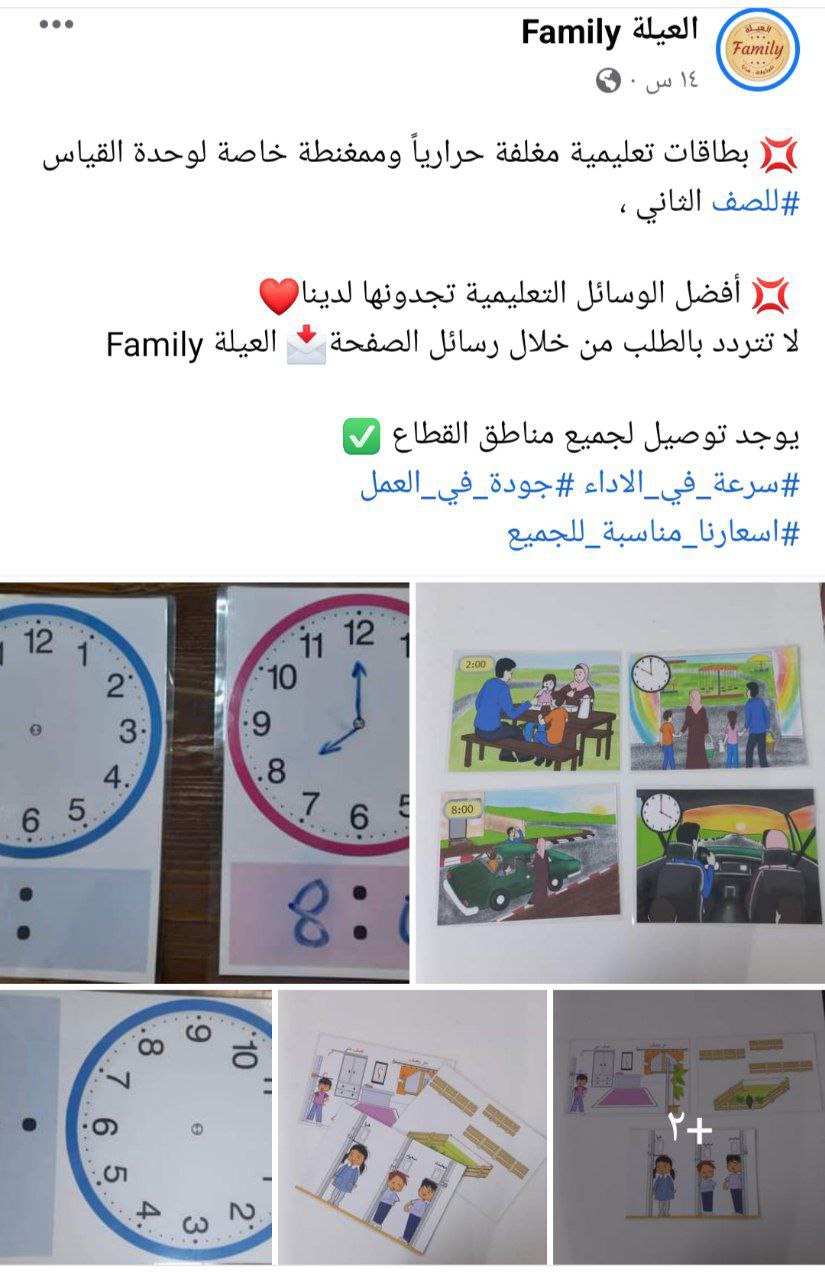 العيلة Family
العيلة
Family
١٤ س ·
بطاقات تعليمية مغلفة حرارياً وممغنطة خاصة لوحدة القياس
#للصف الثاني ،
أفضل الوسائل التعليمية تجدونها لدينا
لا تتردد بالطلب من خلال رسائل الصفحة العيلة Family
يوجد توصيل لجميع مناطق القطاع
#سرعة_في_الاداء #جودة_في_العمل
#اسعارنا_مناسبة_للجميع
12
1
2
3
4
5
6
:
11
12
10
9
8
7
6
5
8:
2:00
8:00
10
9
8
7
6
5
4
3
2
+٢